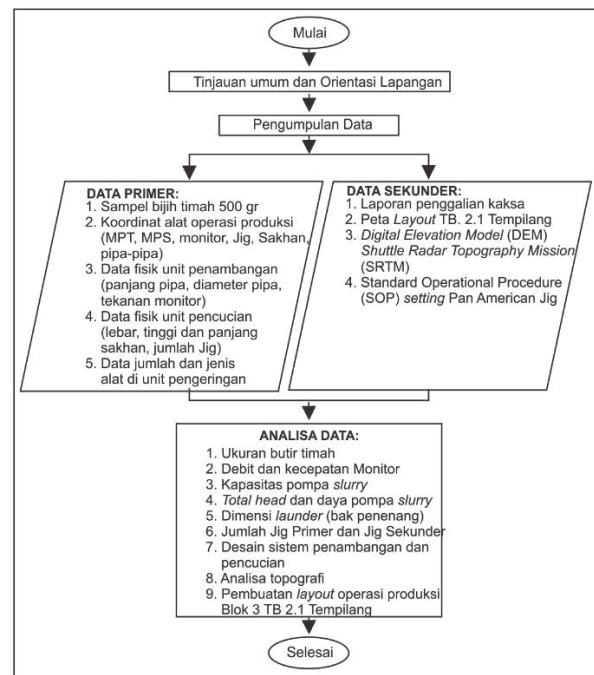 Mulai
Tinjauan umum dan Orientasi Lapangan
Pengumpulan Data
DATA PRIMER:
1. Sampel bijih timah 500 gr
2. Koordinat alat operasi produksi
(MPT, MPS, monitor, Jig, Sakhan,
pipa-pipa)
3. Data fisik unit penambangan
(panjang pipa, diameter pipa,
tekanan monitor)
4. Data fisik unit pencucian
(lebar, tinggi dan panjang
sakhan, jumlah Jig)
5. Data jumlah dan jenis
alat di unit pengeringan
DATA SEKUNDER:
1. Laporan penggalian kaksa
2. Peta Layout TB. 2.1 Tempilang
3. Digital Elevation Model (DEM)
Shuttle Radar Topography Mission
(SRTM)
4. Standard Operational Procedure
(SOP) setting Pan American Jig
ANALISA DATA:
1. Ukuran butir timah
2. Debit dan kecepatan Monitor
3. Kapasitas pompa slurry
4. Total head dan daya pompa slurry
5. Dimensi launder (bak penenang)
6. Jumlah Jig Primer dan Jig Sekunder
7. Desain sistem penambangan dan
pencucian
8. Analisa topografi
9. Pembuatan layout operasi produksi
Blok 3 TB 2.1 Tempilang
Selesai